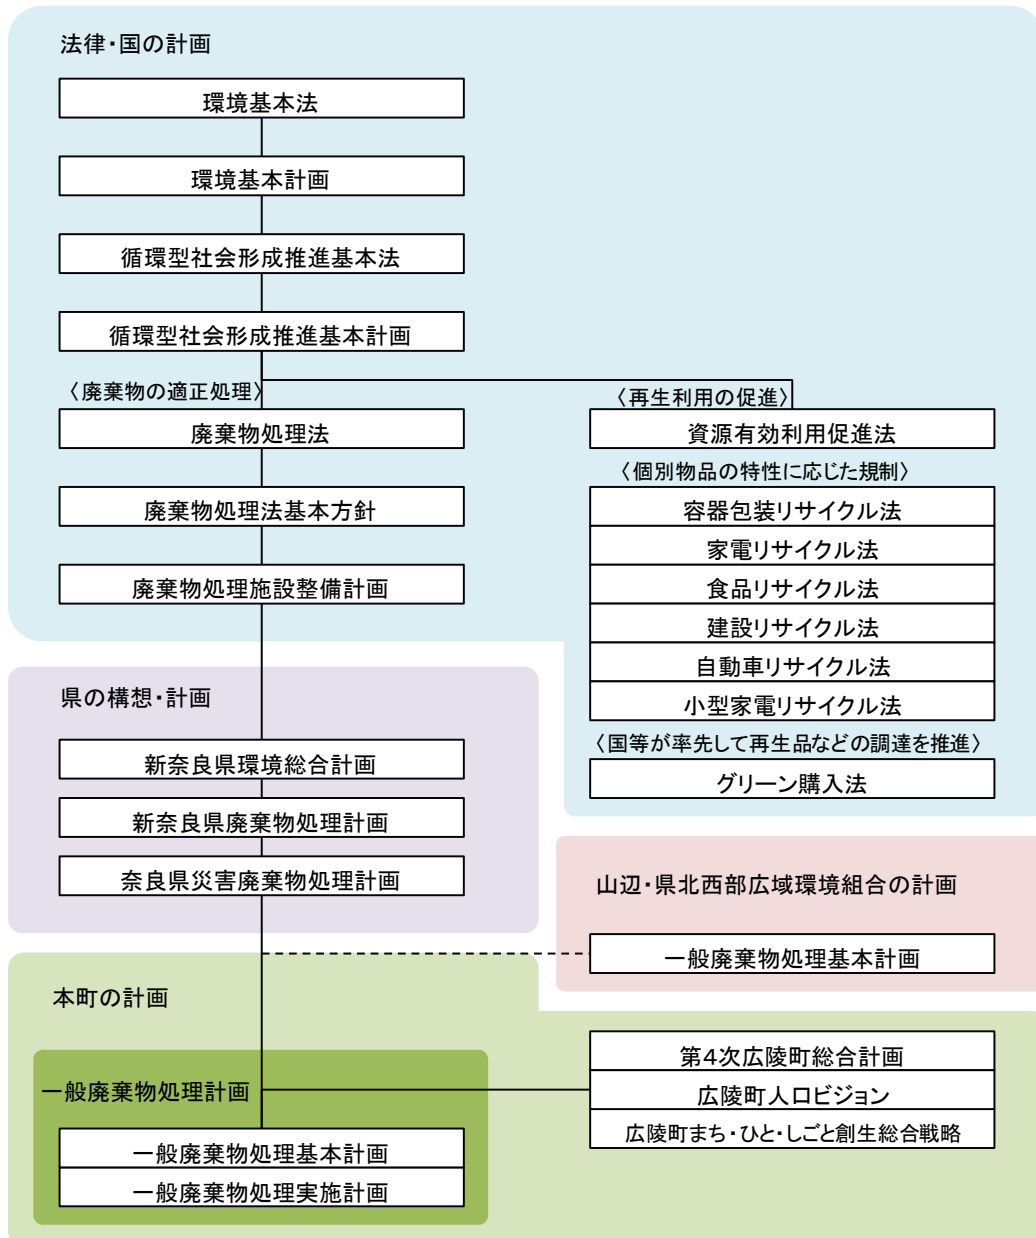 法律・国の計画
環境基本法
環境基本計画
循環型社会形成推進基本法
循環型社会形成推進基本計画
〈廃棄物の適正処理〉
廃棄物処理法
廃棄物処理法基本方針
廃棄物処理施設整備計画
〈再生利用の促進〉
資源有効利用促進法
〈個別物品の特性に応じた規制〉
容器包装リサイクル法
家電リサイクル法
食品リサイクル法
建設リサイクル法
自動車リサイクル法
小型家電リサイクル法
〈国等が率先して再生品などの調達を推進〉
グリーン購入法
県の構想・計画
新奈良県環境総合計画
新奈良県廃棄物処理計画
奈良県災害廃棄物処理計画
山辺・県北西部広域環境組合の計画
一般廃棄物処理基本計画
本町の計画
一般廃棄物処理計画
一般廃棄物処理基本計画
一般廃棄物処理実施計画
第4次広陵町総合計画
広陵町人口ビジョン
広陵町まち・ひと・しごと創生総合戦略